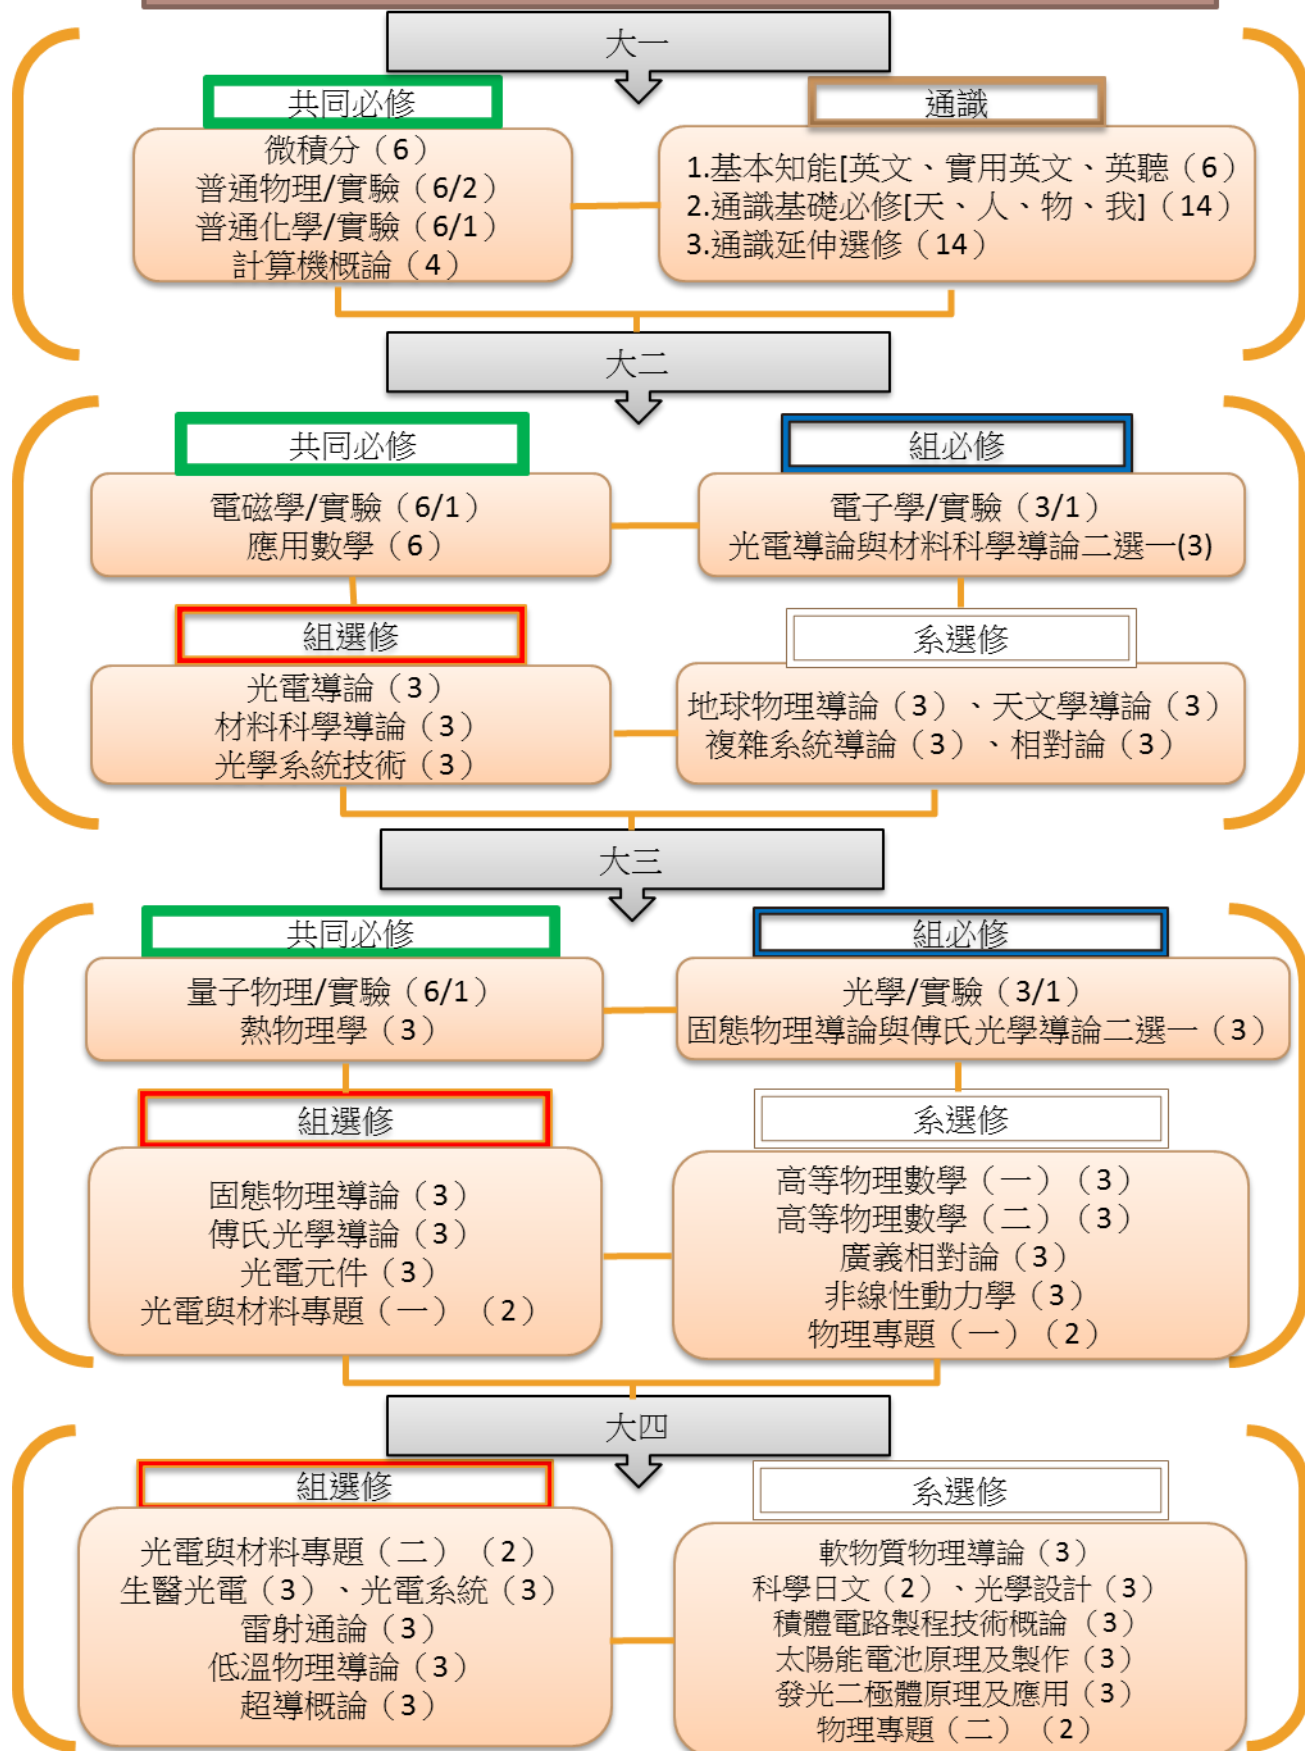 大一
共同必修
微積分（6）
普通物理/實驗（6/2）
普通化學/實驗（6/1）
計算機概論（4）
通識
1.基本知能[英文、實用英文、英聽（6）
2.通識基礎必修[天、人、物、我]（14）
3.通識延伸選修（14）
大二
共同必修
電磁學/實驗（6/1）
應用數學（6）
組必修
電子學/實驗（3/1）
光電導論與材料科學導論二選一(3)
組選修
光電導論（3）
材料科學導論（3）
光學系統技術（3）
系選修
地球物理導論（3）、天文學導論（3）
複雜系統導論（3）、相對論（3）
大三
共同必修
量子物理/實驗（6/1）
熱物理學（3）
組必修
光學/實驗（3/1）
固態物理導論與傅氏光學導論二選一（3）
組選修
固態物理導論（3）
傅氏光學導論（3）
光電元件（3）
光電與材料專題（一）（2）
系選修
高等物理數學（一）（3）
高等物理數學（二）（3）
廣義相對論（3）
非線性動力學（3）
物理專題（一）（2）
大四
組選修
光電與材料專題（二）（2）
生醫光電（3）、光電系統（3）
雷射通論（3）
低溫物理導論（3）
超導概論（3）
系選修
軟物質物理導論（3）
科學日文（2）、光學設計（3）
積體電路製程技術概論（3）
太陽能電池原理及製作（3）
發光二極體原理及應用（3）
物理專題（二）（2）